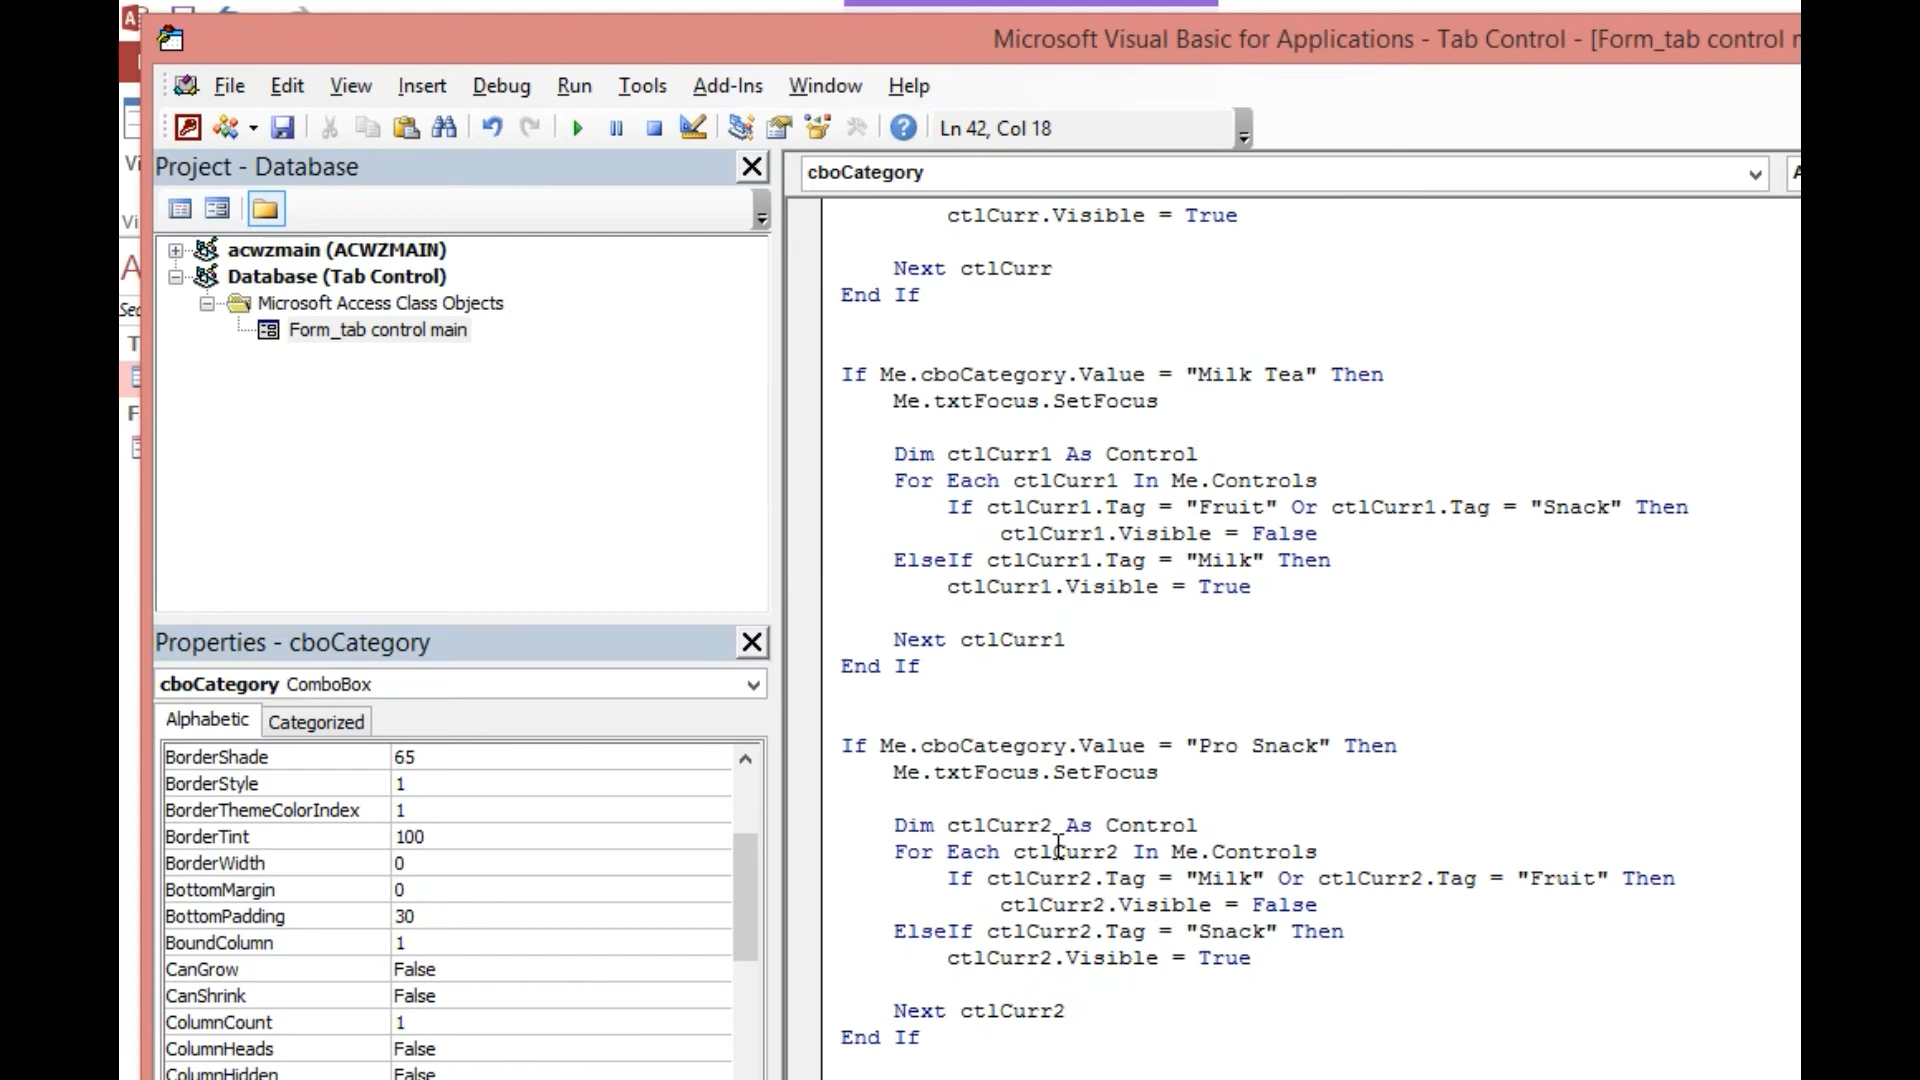 Microsoft Visual Basic for Applications - Tab Control - [Form_tab control
File Edit View Insert Debug Run Tools Add-Ins Window Help
Ln 42, Col 18
Project - Database
cboCategory
acwzmain (ACWZMAIN)
Database (Tab Control)
Microsoft Access Class Objects
Form_tab control main
ctlCurr.Visible = True
Next ctlCurr
End If
If Me.cboCategory.Value = "Milk Tea" Then
Me.txtFocus.SetFocus
Dim ctlCurr1 As Control
For Each ctlCurr1 In Me.Controls
If ctlCurr1.Tag = "Fruit" Or ctlCurr1.Tag = "Snack" Then
ctlCurr1.Visible = False
ElseIf ctlCurr1.Tag = "Milk" Then
ctlCurr1.Visible = True
Next ctlCurr1
End If
If Me.cboCategory.Value = "Pro Snack" Then
Me.txtFocus.SetFocus
Dim ctlCurr2 As Control
For Each ctlCurr2 In Me.Controls
If ctlCurr2.Tag = "Milk" Or ctlCurr2.Tag = "Fruit" Then
ctlCurr2.Visible = False
ElseIf ctlCurr2.Tag = "Snack" Then
ctlCurr2.Visible = True
Next ctlCurr2
End If
Properties - cboCategory
cboCategory ComboBox
Alphabetic Categorized
BorderShade 65
BorderStyle 1
BorderThemeColorIndex 1
BorderTint 100
BorderWidth 0
BottomMargin 0
BottomPadding 30
BoundColumn 1
CanGrow False
CanShrink False
ColumnCount 1
ColumnHeads False
ColumnHidden False